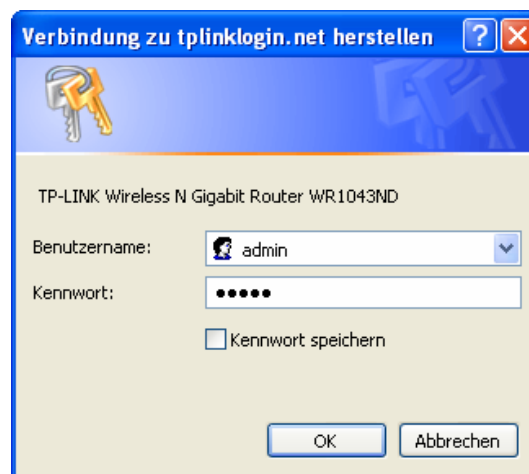 Verbindung zu tplinklogin.net herstellen
TP-LINK Wireless N Gigabit Router WR1043ND
Benutzername: admin
Kennwort: •••••
Kennwort speichern
OK Abbrechen